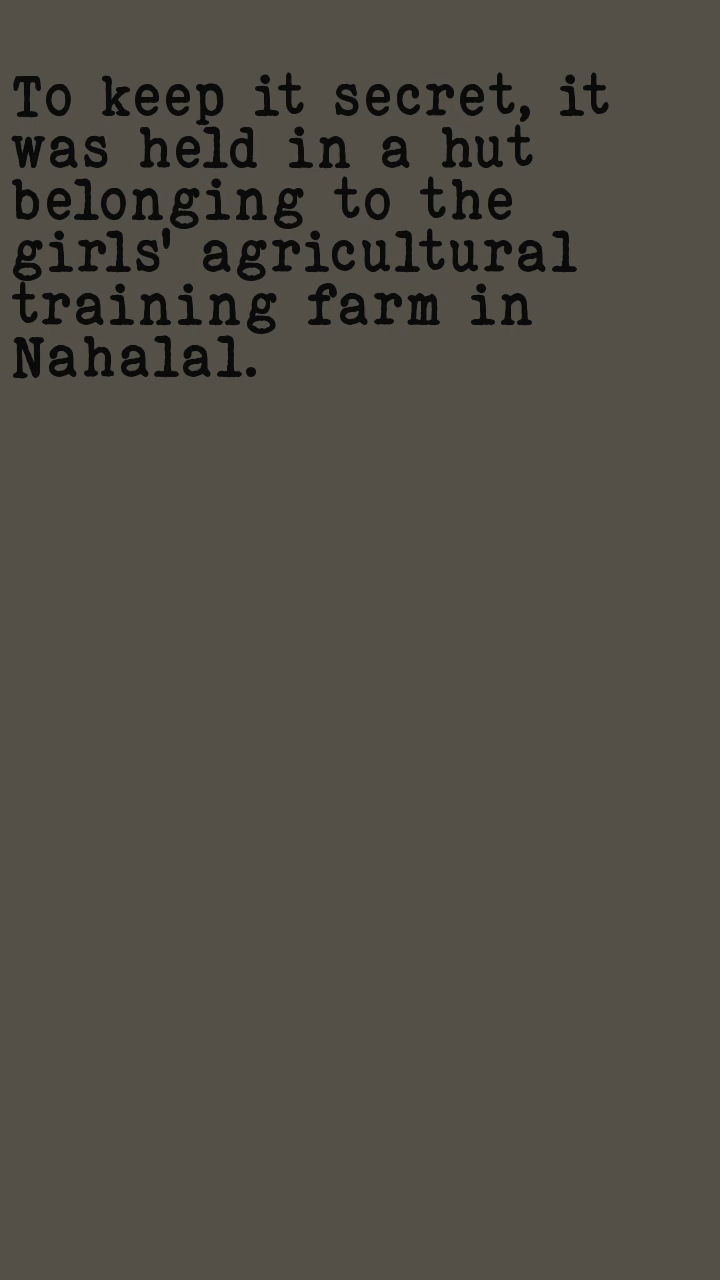 To keep it secret, it
was held in a hut
belonging to the
girls' agricultural
training farm in
Nahalal.